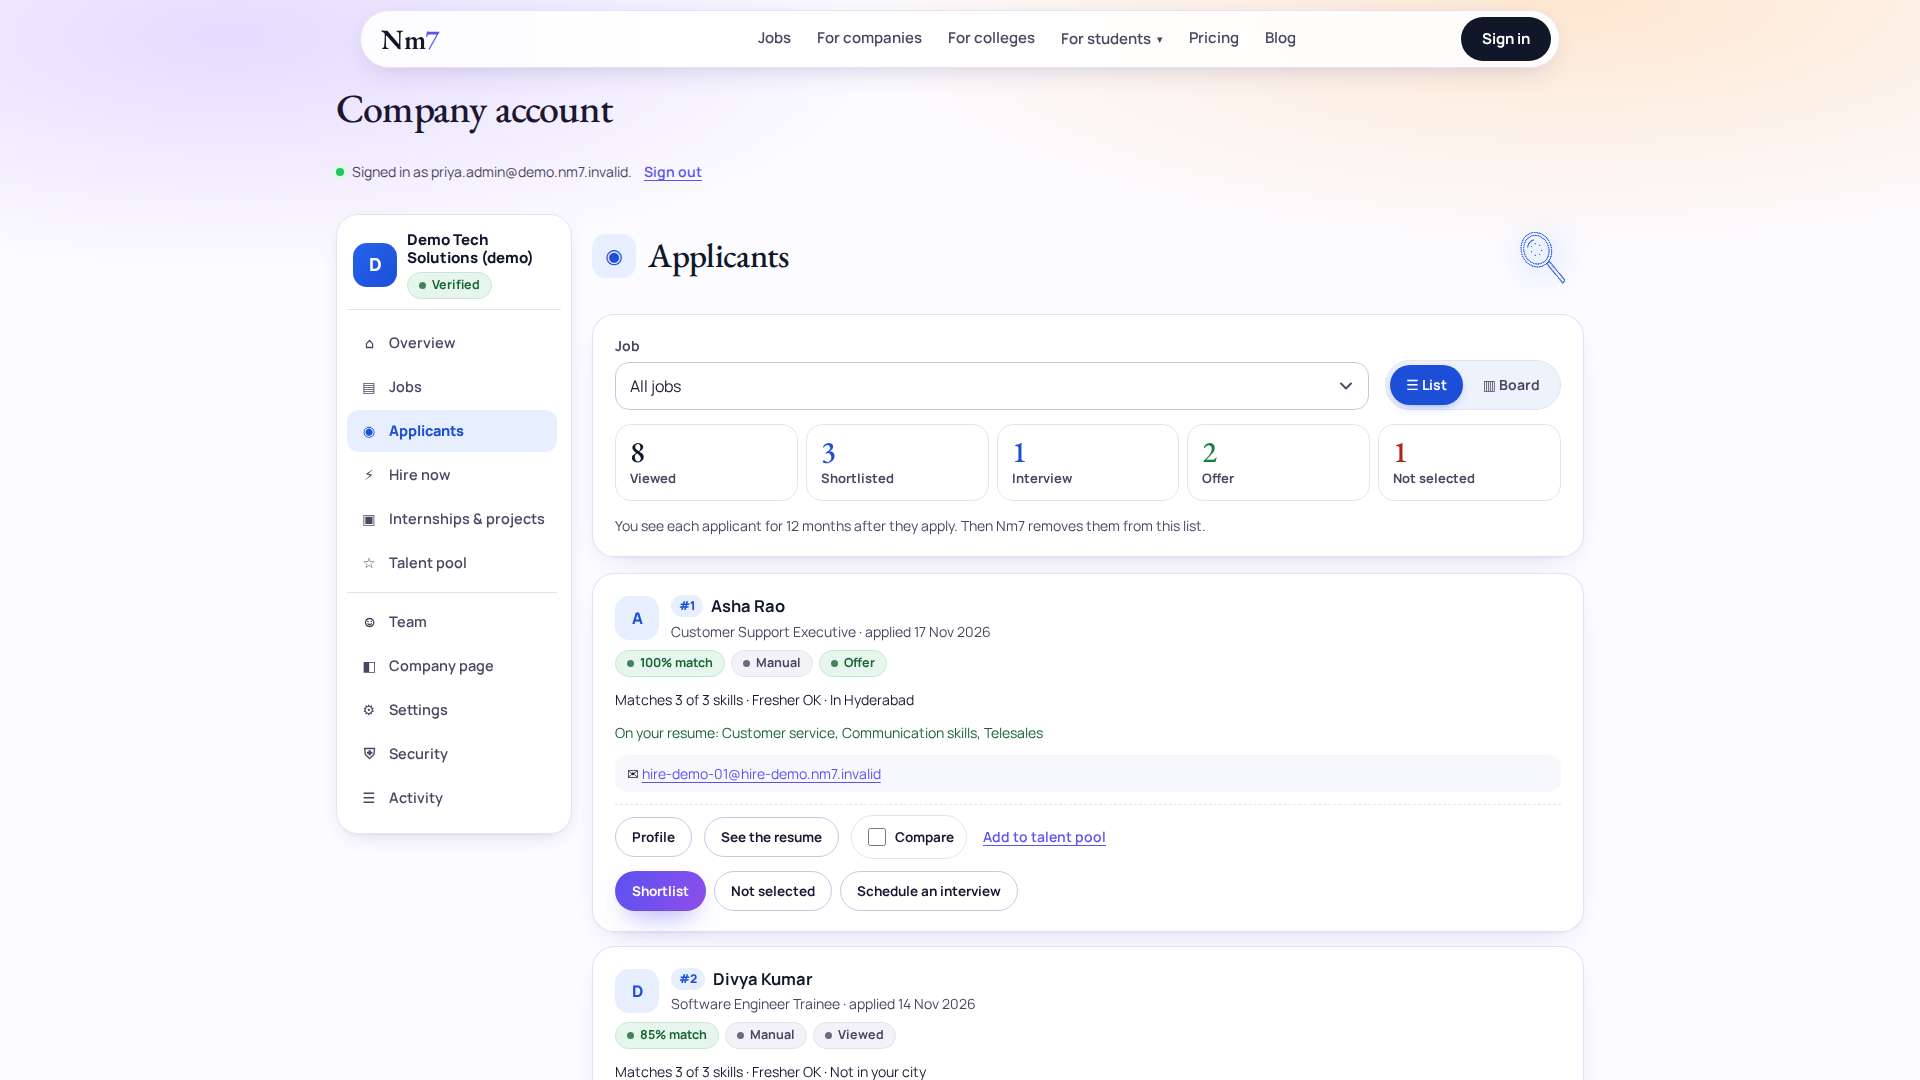 Nm7
Jobs
For companies
For colleges
For students ▾
Pricing
Blog
Sign in
Company account
Signed in as priya.admin@demo.nm7.invalid. Sign out
D
Demo Tech
Solutions (demo)
Verified
Overview
Jobs
Applicants
Hire now
Internships & projects
Talent pool
Team
Company page
Settings
Security
Activity
Applicants
Job
All jobs
☰ List
▥ Board
8
Viewed
3
Shortlisted
1
Interview
2
Offer
1
Not selected
You see each applicant for 12 months after they apply. Then Nm7 removes them from this list.
A
#1 Asha Rao
Customer Support Executive · applied 17 Nov 2026
100% match
Manual
Offer
Matches 3 of 3 skills · Fresher OK · In Hyderabad
On your resume: Customer service, Communication skills, Telesales
✉ hire-demo-01@hire-demo.nm7.invalid
Profile
See the resume
Compare
Add to talent pool
Shortlist
Not selected
Schedule an interview
D
#2 Divya Kumar
Software Engineer Trainee · applied 14 Nov 2026
85% match
Manual
Viewed
Matches 3 of 3 skills · Fresher OK · Not in your city